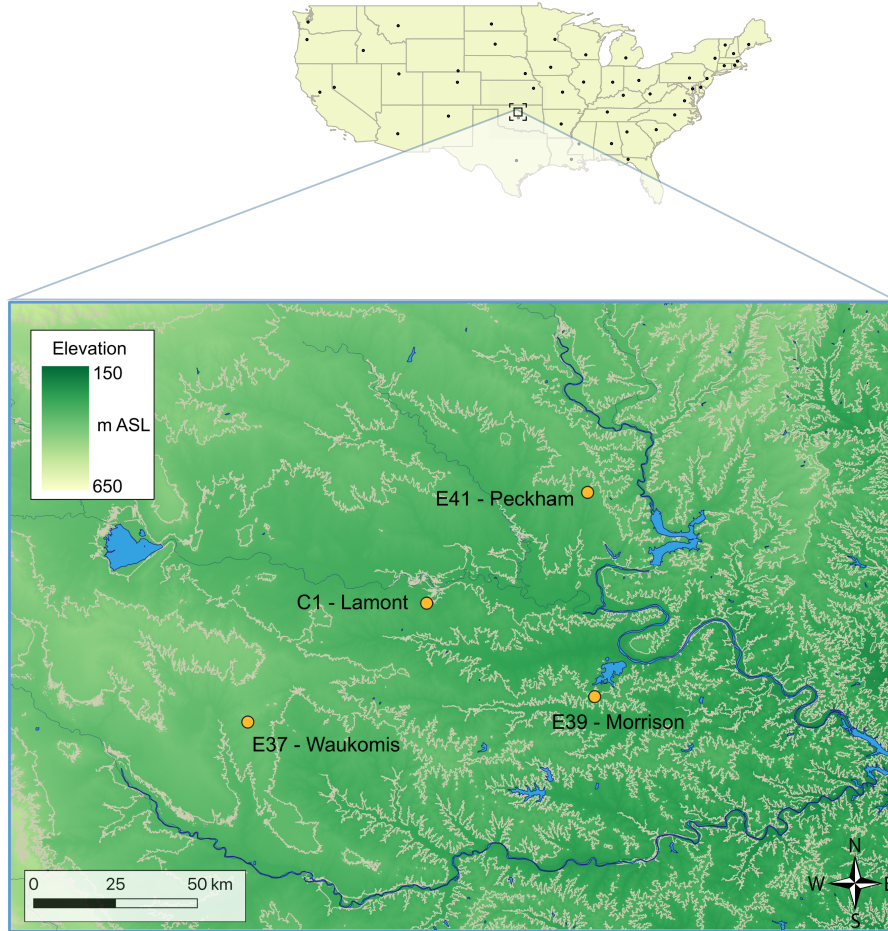 Elevation
150
m ASL
650
E41 - Peckham
C1 - Lamont
E39 - Morrison
E37 - Waukomis
0 25 50 km
N
W E
S